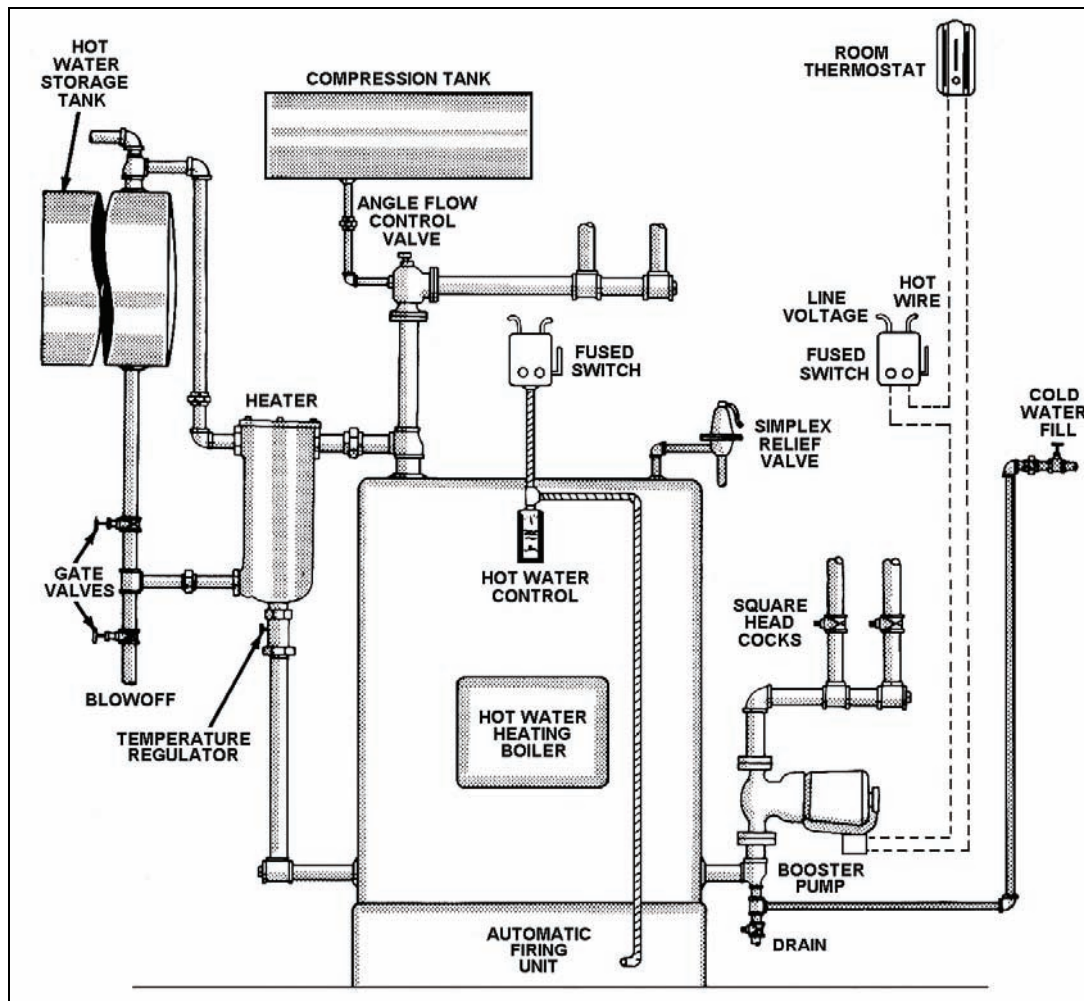 HOT
WATER
STORAGE
TANK
COMPRESSION TANK
ROOM
THERMOSTAT
ANGLE FLOW
CONTROL
VALVE
LINE
VOLTAGE
HOT
WIRE
FUSED
SWITCH
FUSED
SWITCH
HEATER
SIMPLEX
RELIEF
VALVE
COLD
WATER
FILL
GATE
VALVES
HOT WATER
CONTROL
SQUARE
HEAD
COCKS
BLOWOFF
TEMPERATURE
REGULATOR
HOT WATER
HEATING
BOILER
BOOSTER
PUMP
AUTOMATIC
FIRING
UNIT
DRAIN